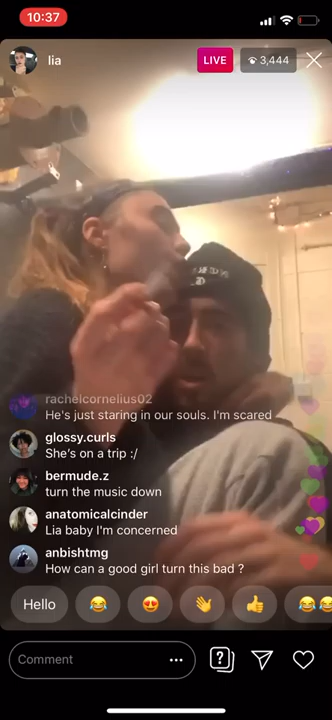 10:37
lia
LIVE
3,444
rachelcornelius02
He's just staring in our souls. I'm scared
glossy.curls
She's on a trip :/
bermude.z
turn the music down
anatomicalcinder
Lia baby I'm concerned
anbishtmg
How can a good girl turn this bad ?
Hello
Comment